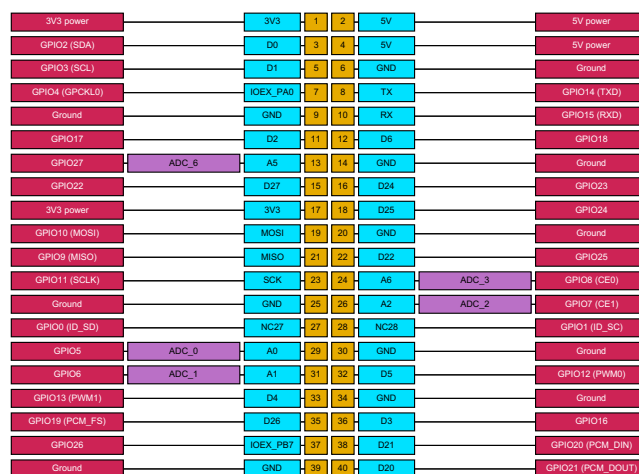 3V3 power 3V3 1 2 5V 5V power
GPIO2 (SDA) D0 3 4 5V 5V power
GPIO3 (SCL) D1 5 6 GND Ground
GPIO4 (GPCKL0) IOEX_PA0 7 8 TX GPIO14 (TXD)
Ground GND 9 10 RX GPIO15 (RXD)
GPIO17 D2 11 12 D6 GPIO18
GPIO27 ADC_6 A5 13 14 GND Ground
GPIO22 D27 15 16 D24 GPIO23
3V3 power 3V3 17 18 D25 GPIO24
GPIO10 (MOSI) MOSI 19 20 GND Ground
GPIO9 (MISO) MISO 21 22 D22 GPIO25
GPIO11 (SCLK) SCK 23 24 A6 ADC_3 GPIO8 (CE0)
Ground GND 25 26 A2 ADC_2 GPIO7 (CE1)
GPIO0 (ID_SD) NC27 27 28 NC28 GPIO1 (ID_SC)
GPIO5 ADC_0 A0 29 30 GND Ground
GPIO6 ADC_1 A1 31 32 D5 GPIO12 (PWM0)
GPIO13 (PWM1) D4 33 34 GND Ground
GPIO19 (PCM_FS) D26 35 36 D3 GPIO16
GPIO26 IOEX_PB7 37 38 D21 GPIO20 (PCM_DIN)
Ground GND 39 40 D20 GPIO21 (PCM_DOUT)